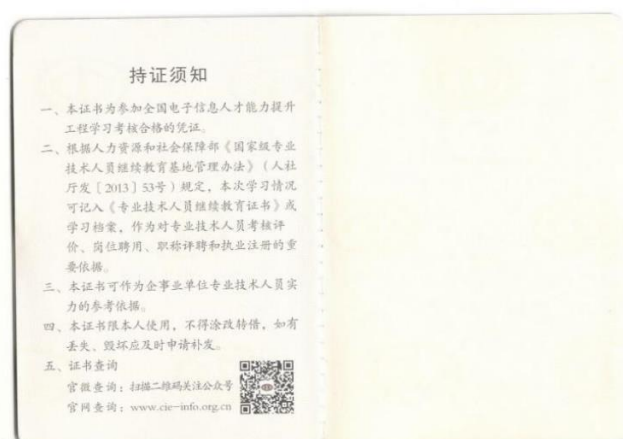 持证须知
一、本证书为参加全国电子信息人才能力提升
工程学习考核合格的凭证。
二、根据人力资源和社会保障部《国家级专业
技术人员继续教育基地管理办法》（人社
厅发［2013］53号）规定，本次学习情况
可记入《专业技术人员继续教育证书》或
学习档案，作为对专业技术人员考核评
价、岗位聘用、职称评聘和执业注册的重
要依据。
三、本证书可作为企事业单位专业技术人员实
力的参考依据。
四、本证书限本人使用，不得涂改转借，如有
丢失、毁坏应及时申请补发。
五、证书查询
官微查询：扫描二维码关注公众号
官网查询：www.cie-info.org.cn